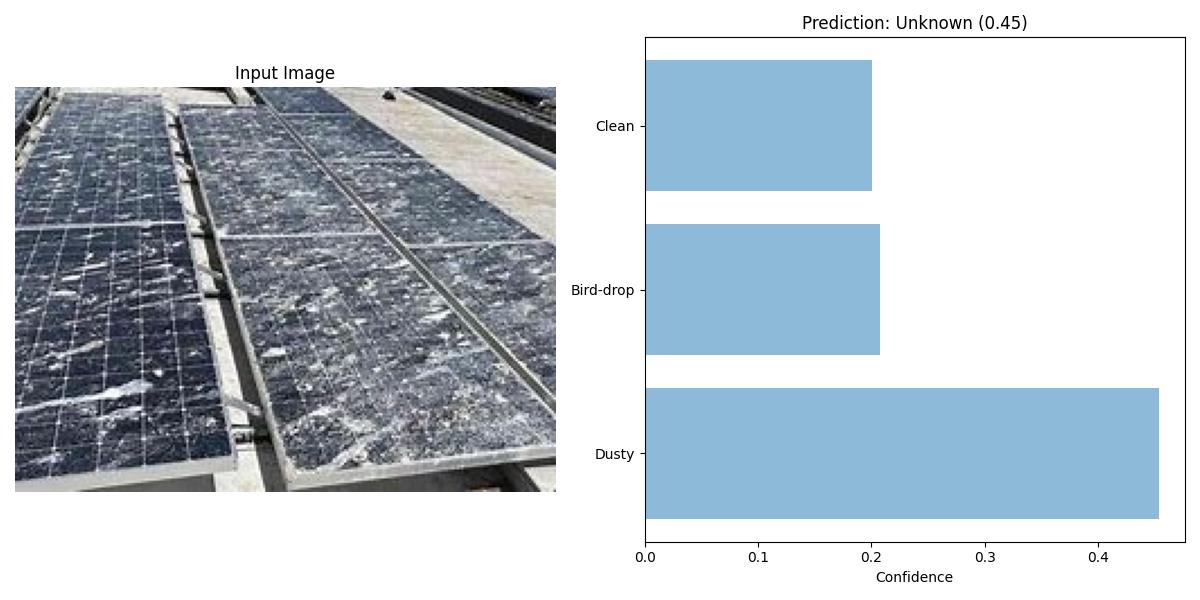 Input Image
Prediction: Unknown (0.45)
Clean
Bird-drop
Dusty
0.0 0.1 0.2 0.3 0.4
Confidence